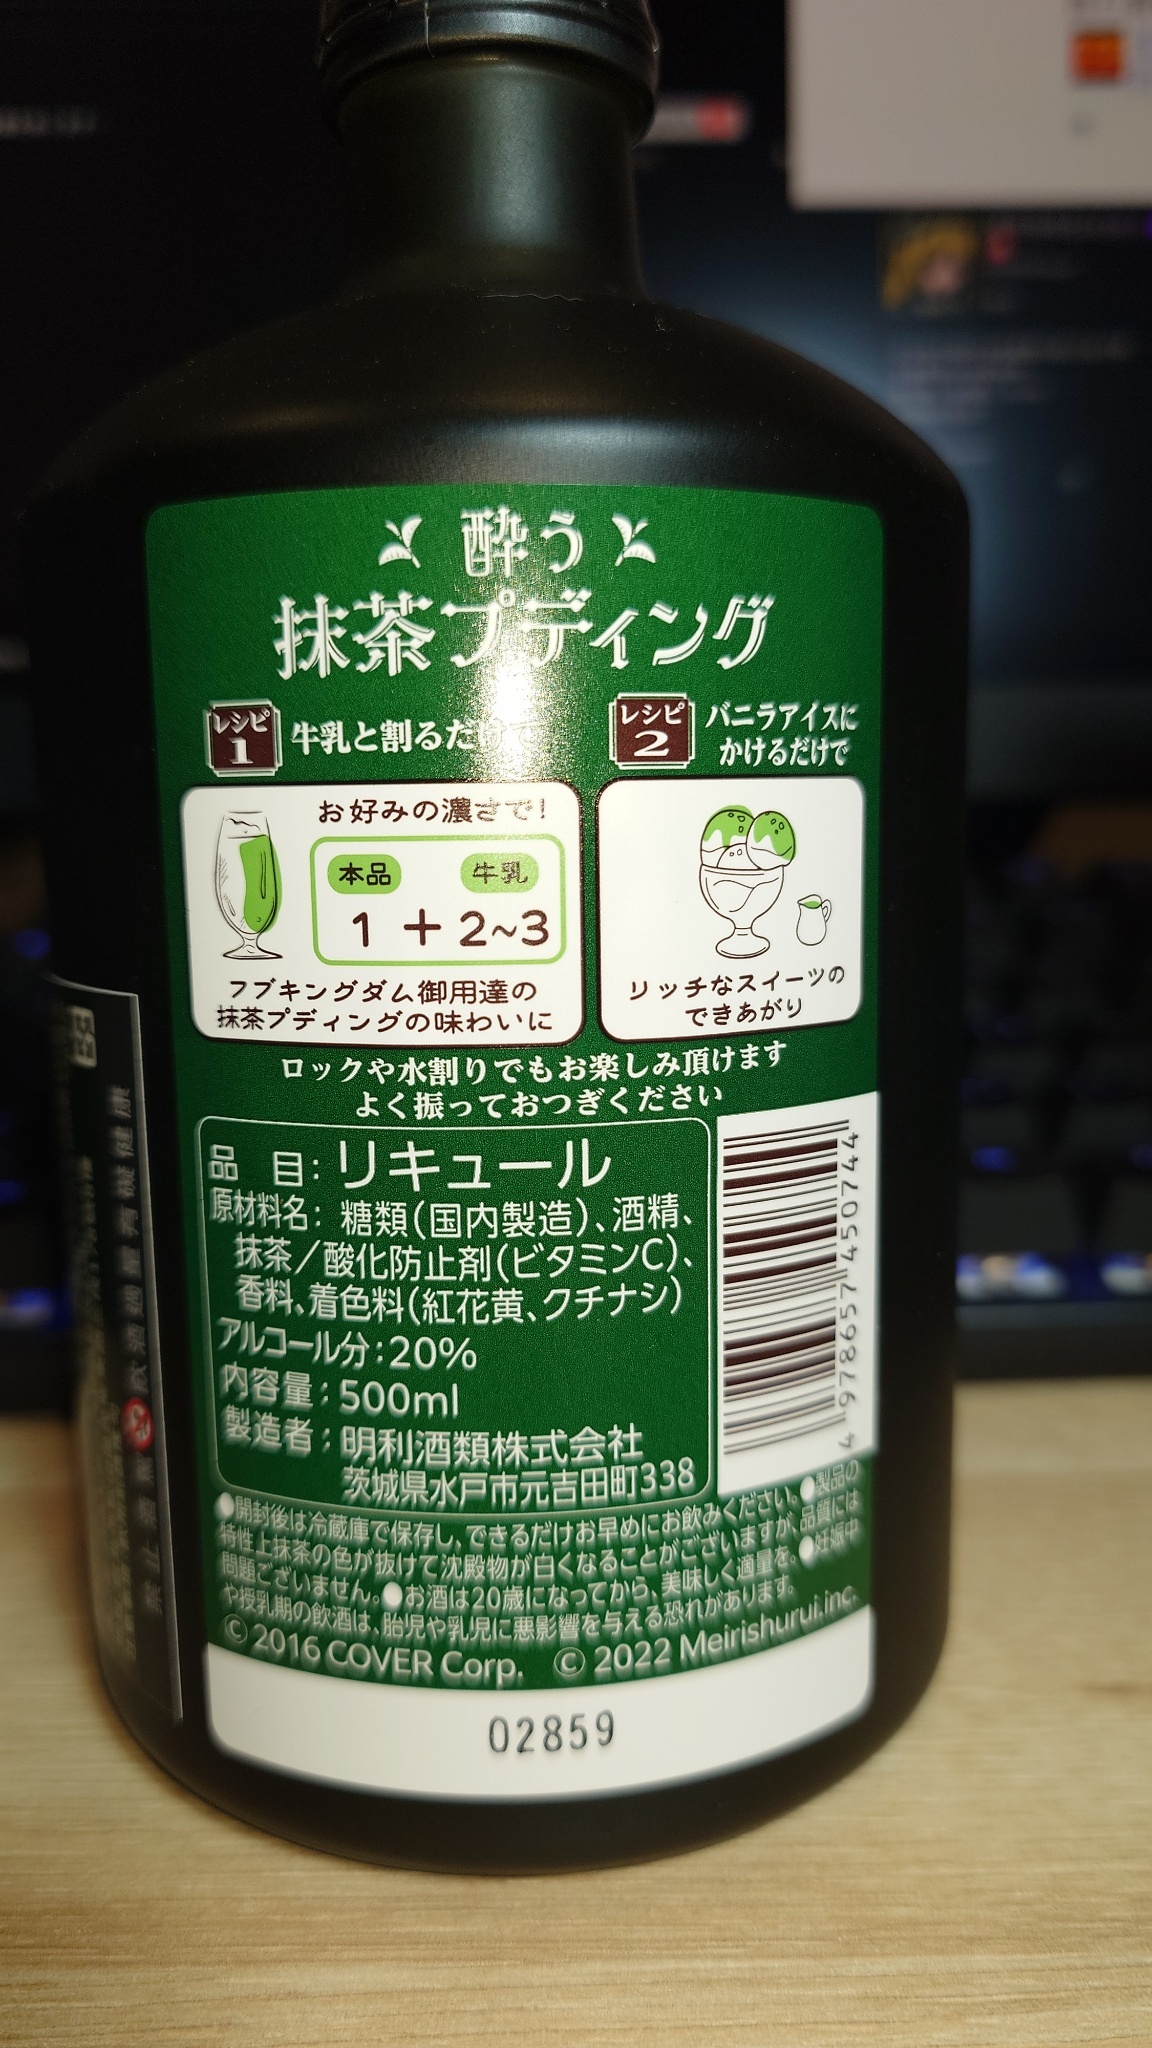 酔う
抹茶プディング
レシピ
1
牛乳と割るだけで
レシピ
2
バニラアイスに
かけるだけで
お好みの濃さで!
本品 牛乳
1 + 2~3
フブキングダム御用達の
抹茶プディングの味わいに
リッチなスイーツの
できあがり
ロックや水割りでもお楽しみ頂けます
よく振っておつぎください
品 目:リキュール
原材料名:糖類(国内製造)、酒精、
抹茶/酸化防止剤(ビタミンC)、
香料、着色料(紅花黄、クチナシ)
アルコール分:20%
内容量:500ml
製造者:明利酒類株式会社
茨城県水戸市元吉田町338
4 978657 450744
●開封後は冷蔵庫で保存し、できるだけお早めにお飲みください。●製品の
特性上抹茶の色が抜けて沈殿物が白くなることがございますが、品質には
問題ございません。●お酒は20歳になってから、美味しく適量を。●妊娠中
や授乳期の飲酒は、胎児や乳児に悪影響を与える恐れがあります。
© 2016 COVER Corp. © 2022 Meirishurui.inc.
02859
禁止酒駕 飲酒過量有礙健康